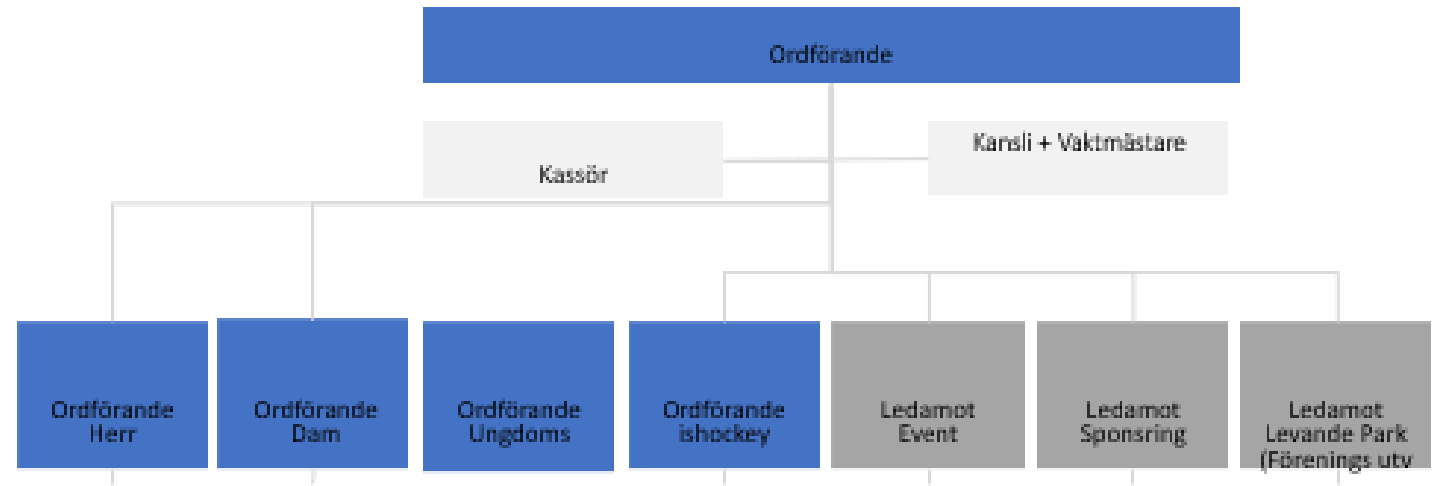 Ordförande
Kassör
Kansli + Vaktmästare
Ordförande
Herr
Ordförande
Dam
Ordförande
Ungdoms
Ordförande
ishockey
Ledamot
Event
Ledamot
Sponsring
Ledamot
Levande Park
(Förenings utv